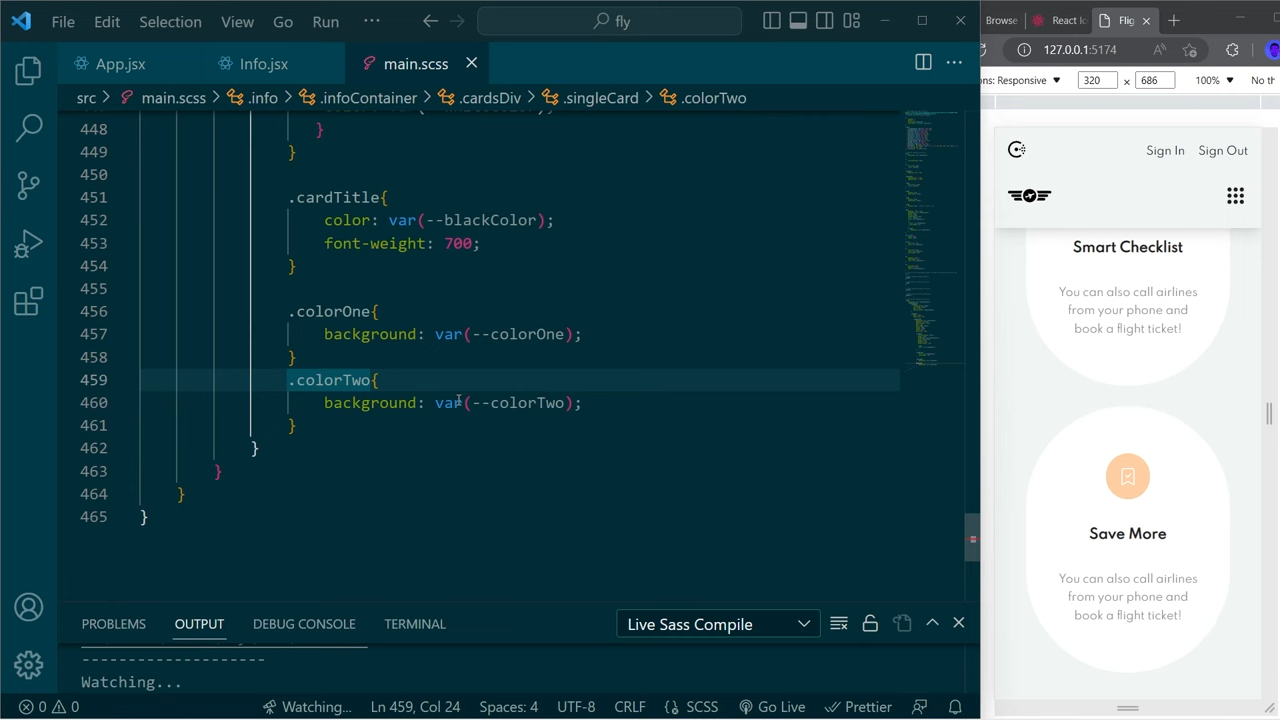 File Edit Selection View Go Run ··· fly
Browse React Ic Flig
App.jsx Info.jsx main.scss
127.0.0.1:5174
ns: Responsive 320 × 686 100% No th
src > main.scss > .info > .infoContainer > .cardsDiv > .singleCard > .colorTwo
448 }
449 }
450
451 .cardTitle{
452 color: var(--blackColor);
453 font-weight: 700;
454 }
455
456 .colorOne{
457 background: var(--colorOne);
458 }
459 .colorTwo{
460 background: var(--colorTwo);
461 }
462 }
463 }
464 }
465 }
Sign In Sign Out
Smart Checklist
You can also call airlines
from your phone and
book a flight ticket!
Save More
You can also call airlines
from your phone and
book a flight ticket!
PROBLEMS OUTPUT DEBUG CONSOLE TERMINAL Live Sass Compile
--------------------
Watching...
0 0 Watching... Ln 459, Col 24 Spaces: 4 UTF-8 CRLF {} SCSS Go Live Prettier